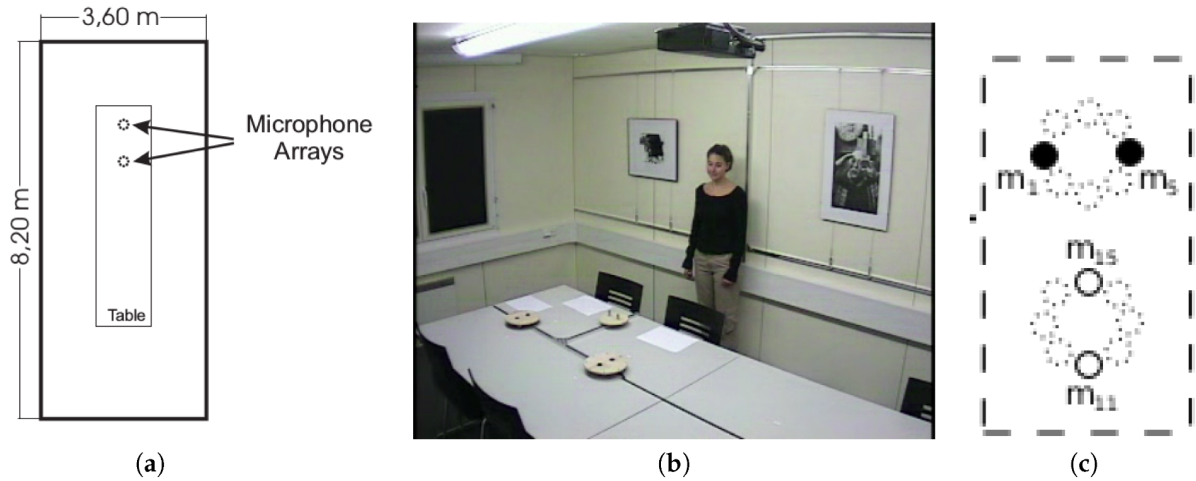 3,60 m
8,20 m
Microphone
Arrays
Table
m1
m5
m15
m11
(a)
(b)
(c)